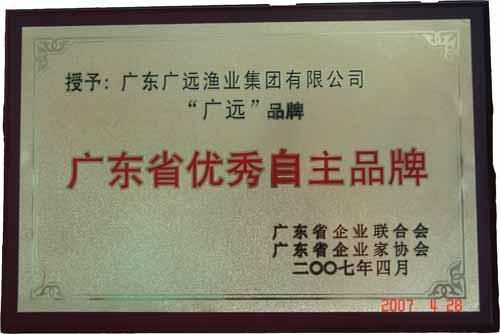 授予：广东广远渔业集团有限公司
“广远”品牌
广东省优秀自主品牌
广东省企业联合会
广东省企业家协会
二〇〇七年四月
2007 4 28